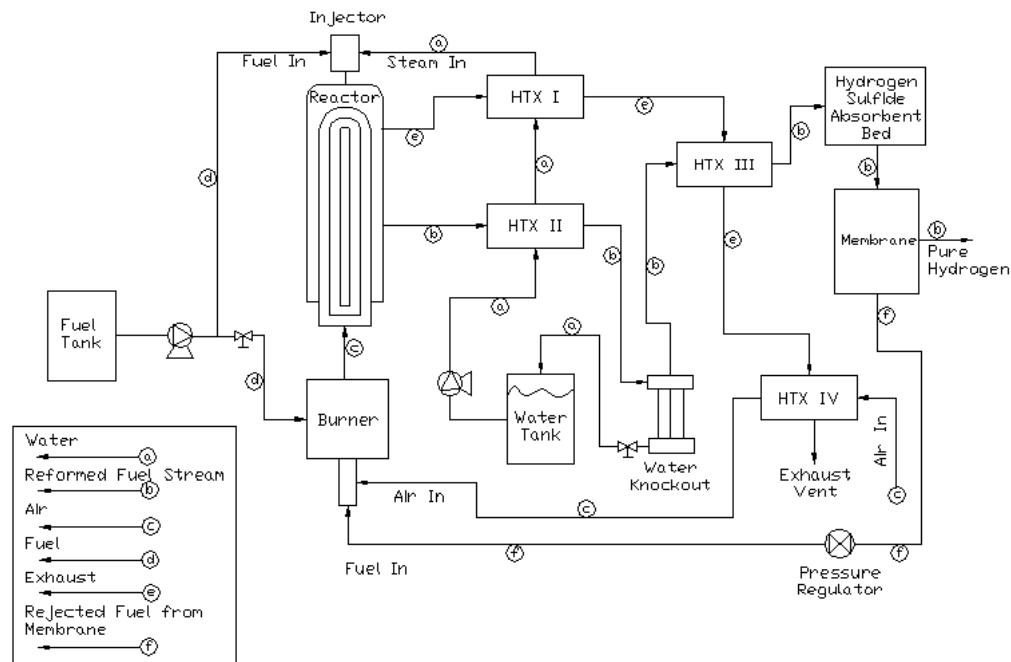 Injector
a
Fuel In
Steam In
Reactor
HTX I
e
e
Hydrogen
Sulfide
Absorbent
Bed
b
HTX III
d
a
b
b
HTX II
b
Membrane
b
Pure
Hydrogen
e
b
b
a
a
f
Fuel
Tank
c
d
Burner
Water
Tank
Water
Knockout
HTX IV
Exhaust
Vent
Air In
c
Air In
c
f
f
Fuel In
Pressure
Regulator
Water
a
Reformed Fuel Stream
b
Air
c
Fuel
d
Exhaust
e
Rejected Fuel from
Membrane
f